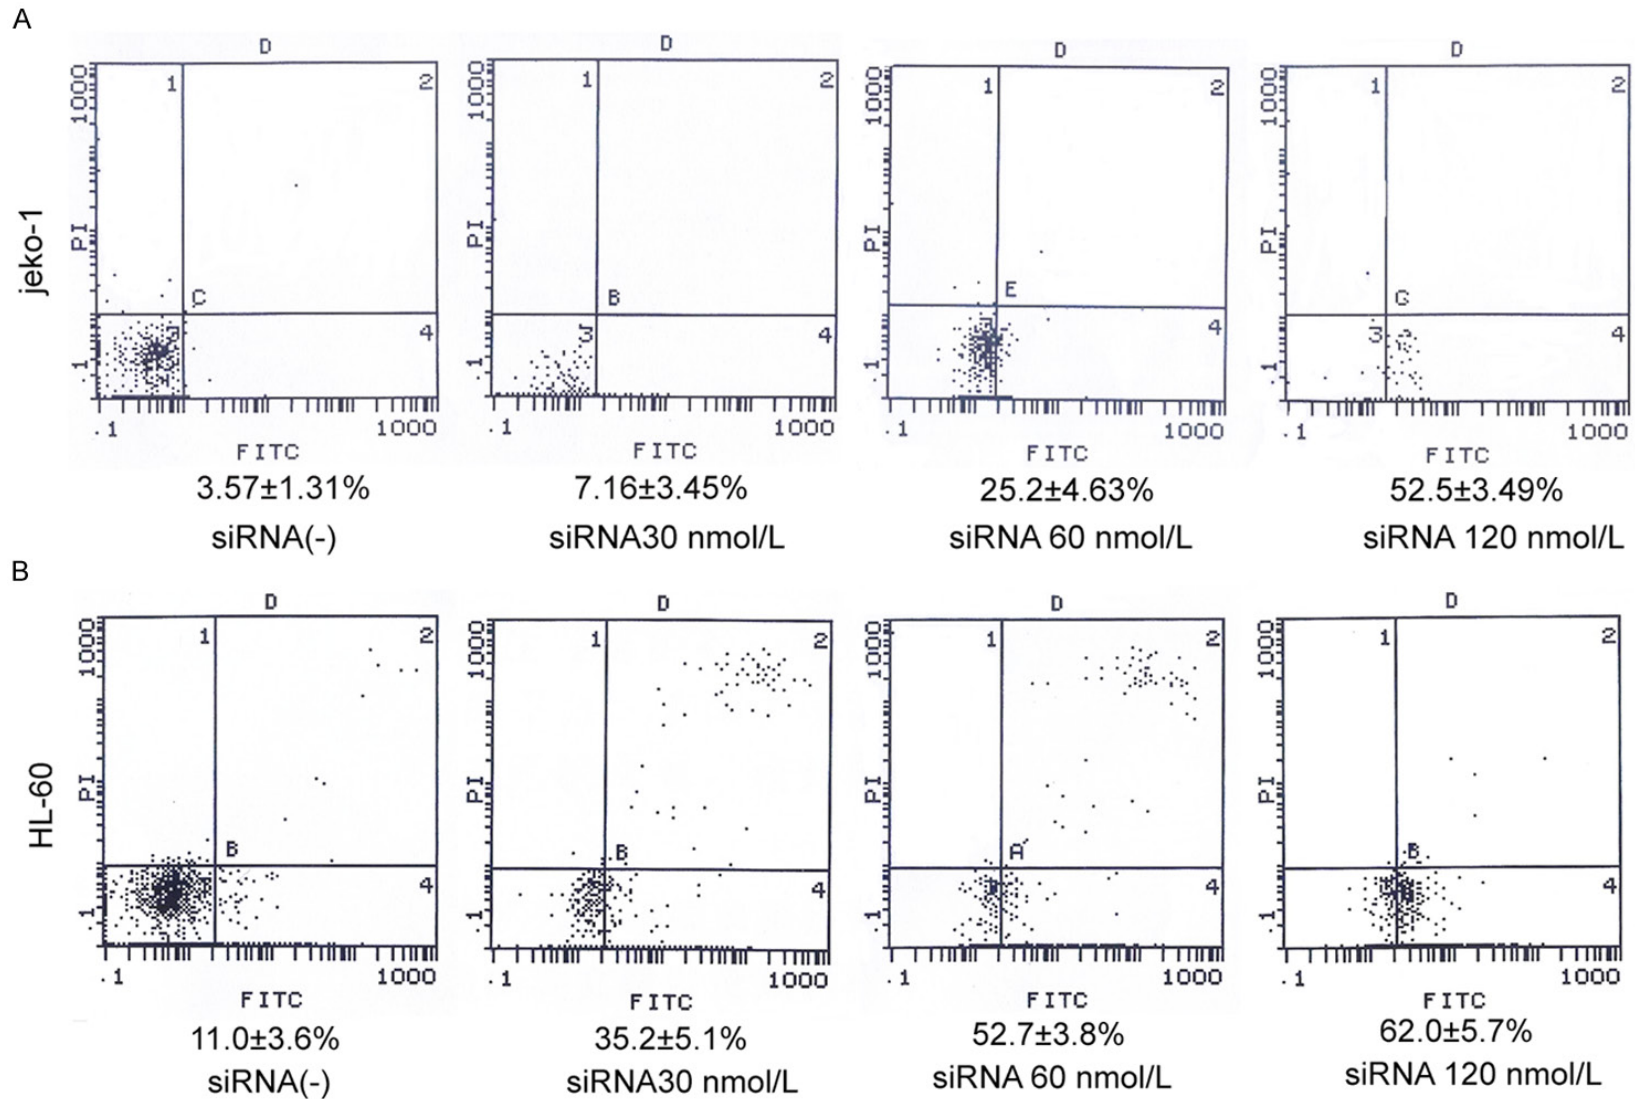 A
jeko-1
D
1 2
C
3 4
PI
1000
.1
.1 1000
FITC
3.57±1.31%
siRNA(-)
D
1 2
B
3 4
PI
1000
.1
.1 1000
FITC
7.16±3.45%
siRNA30 nmol/L
D
1 2
E
4
PI
1000
.1
.1 1000
FITC
25.2±4.63%
siRNA 60 nmol/L
D
1 2
G
3 4
PI
1000
.1
.1 1000
FITC
52.5±3.49%
siRNA 120 nmol/L
B
HL-60
D
1 2
B
4
PI
1000
.1
.1 1000
FITC
11.0±3.6%
siRNA(-)
D
1 2
B
4
PI
1000
.1
.1 1000
FITC
35.2±5.1%
siRNA30 nmol/L
D
1 2
A
4
PI
1000
.1
.1 1000
FITC
52.7±3.8%
siRNA 60 nmol/L
D
1 2
B
4
PI
1000
.1
.1 1000
FITC
62.0±5.7%
siRNA 120 nmol/L